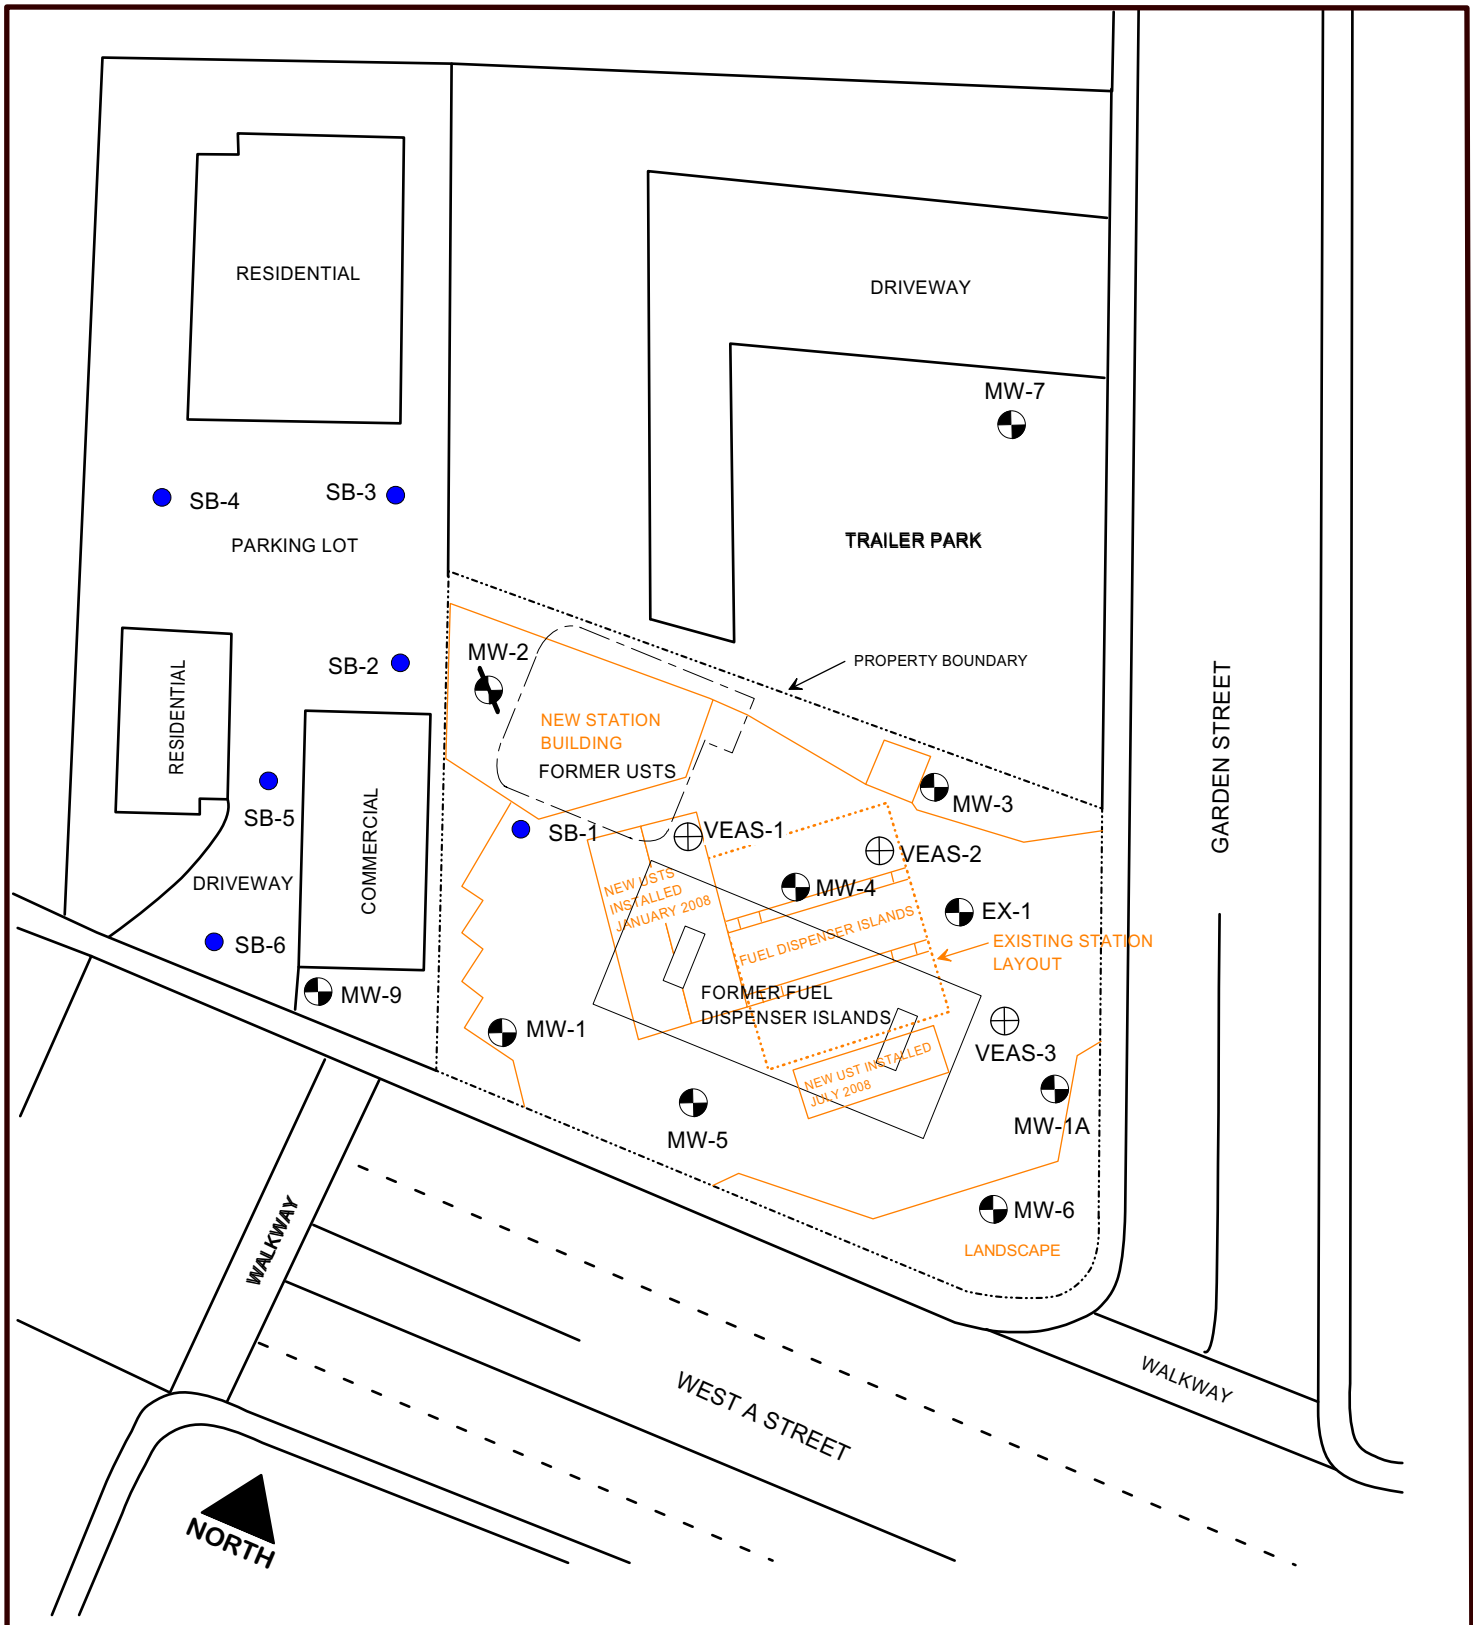 RESIDENTIAL
DRIVEWAY
MW-7
SB-4
SB-3
PARKING LOT
TRAILER PARK
MW-2
SB-2
PROPERTY BOUNDARY
RESIDENTIAL
NEW STATION
BUILDING
FORMER USTS
GARDEN STREET
SB-5
COMMERCIAL
SB-1
VEAS-1
MW-3
VEAS-2
DRIVEWAY
NEW USTS
INSTALLED
JANUARY 2008
MW-4
EX-1
FUEL DISPENSER ISLANDS
EXISTING STATION
LAYOUT
SB-6
MW-9
FORMER FUEL
DISPENSER ISLANDS
MW-1
VEAS-3
NEW UST INSTALLED
JULY 2008
MW-5
MW-1A
MW-6
LANDSCAPE
WALKWAY
WEST A STREET
WALKWAY
NORTH